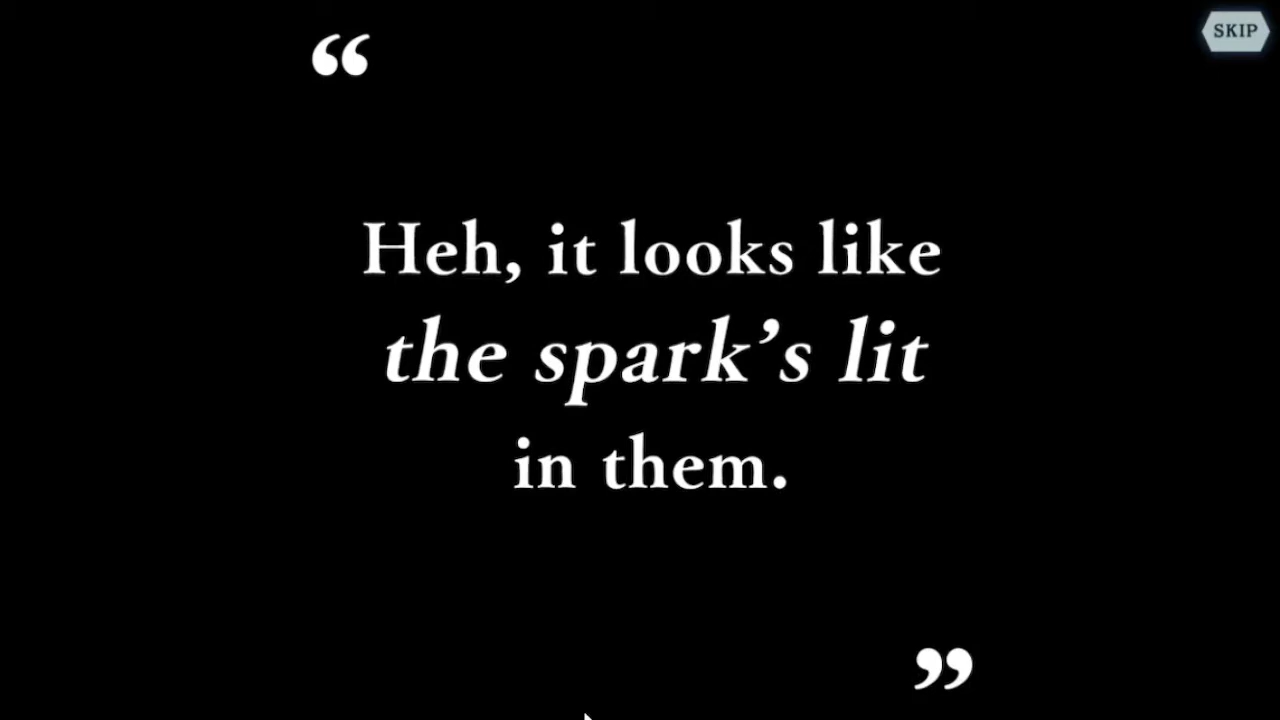 SKIP
“
Heh, it looks like
the spark’s lit
in them.
”